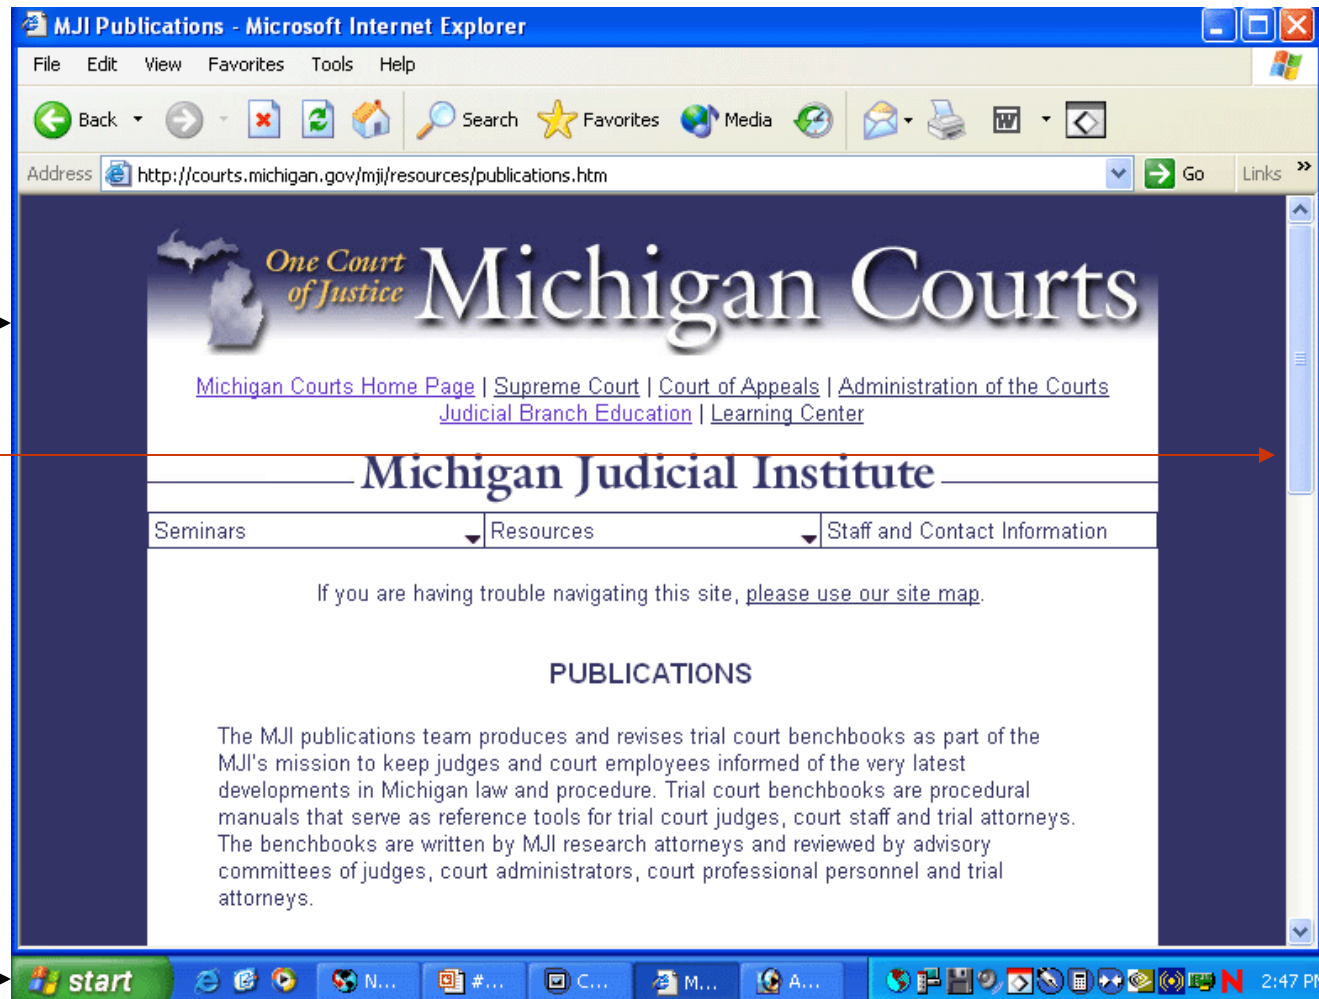 MJI Publications - Microsoft Internet Explorer
File Edit View Favorites Tools Help
Back Search Favorites Media
Address http://courts.michigan.gov/mji/resources/publications.htm Go Links »
One Court
of Justice
Michigan Courts
Michigan Courts Home Page | Supreme Court | Court of Appeals | Administration of the Courts
Judicial Branch Education | Learning Center
Michigan Judicial Institute
Seminars Resources Staff and Contact Information
If you are having trouble navigating this site, please use our site map.
PUBLICATIONS
The MJI publications team produces and revises trial court benchbooks as part of the
MJI's mission to keep judges and court employees informed of the very latest
developments in Michigan law and procedure. Trial court benchbooks are procedural
manuals that serve as reference tools for trial court judges, court staff and trial attorneys.
The benchbooks are written by MJI research attorneys and reviewed by advisory
committees of judges, court administrators, court professional personnel and trial
attorneys.
start N... #... C... M... A... N 2:47 PM